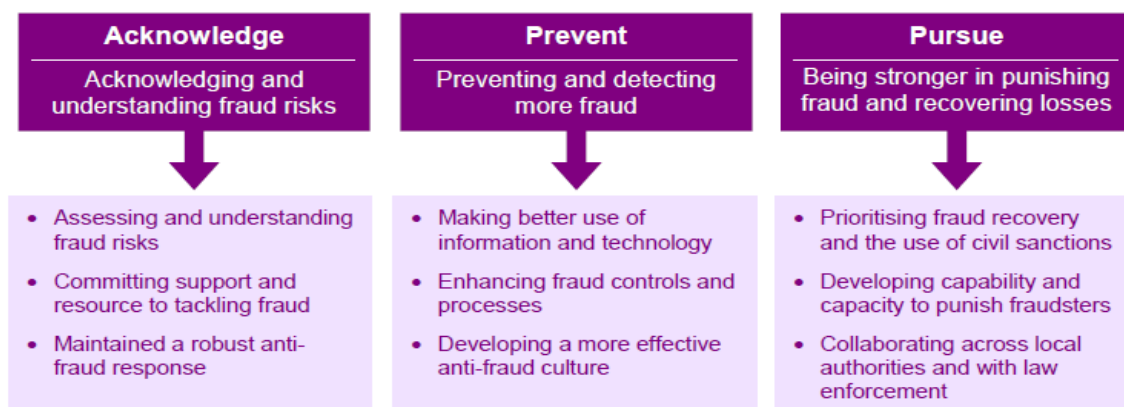 Acknowledge
Acknowledging and
understanding fraud risks
• Assessing and understanding
fraud risks
• Committing support and
resource to tackling fraud
• Maintained a robust anti-
fraud response
Prevent
Preventing and detecting
more fraud
• Making better use of
information and technology
• Enhancing fraud controls and
processes
• Developing a more effective
anti-fraud culture
Pursue
Being stronger in punishing
fraud and recovering losses
• Prioritising fraud recovery
and the use of civil sanctions
• Developing capability and
capacity to punish fraudsters
• Collaborating across local
authorities and with law
enforcement